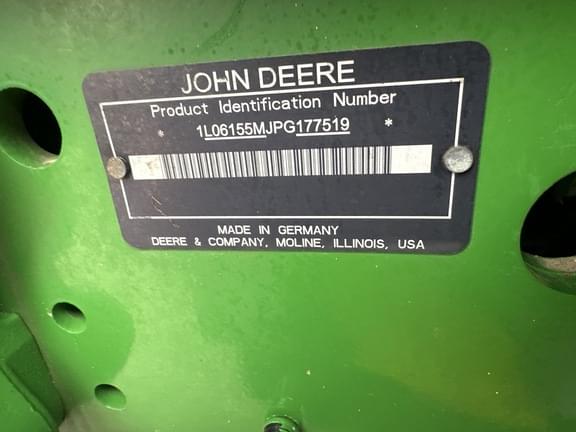 JOHN DEERE
Product Identification Number
* 1L06155MJPG177519 *
MADE IN GERMANY
DEERE & COMPANY, MOLINE, ILLINOIS, USA